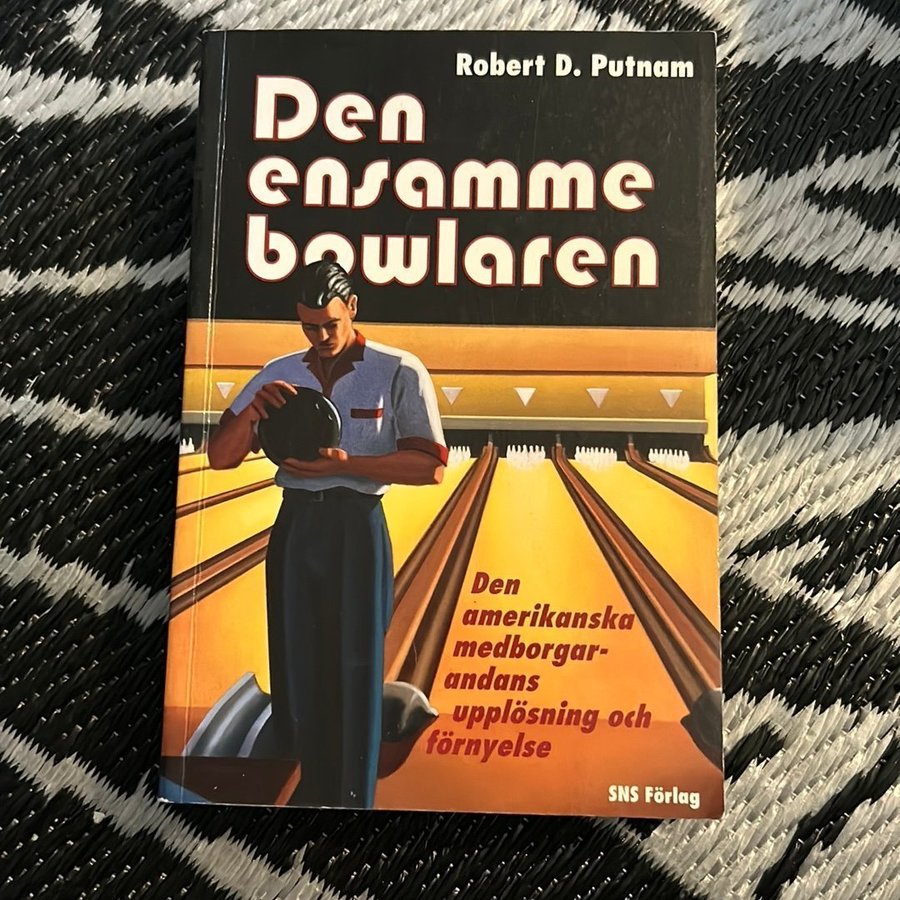 Robert D. Putnam
Den
ensamme
bowlaren
Den
amerikanska
medborgar-
andans
upplösning och
förnyelse
SNS Förlag